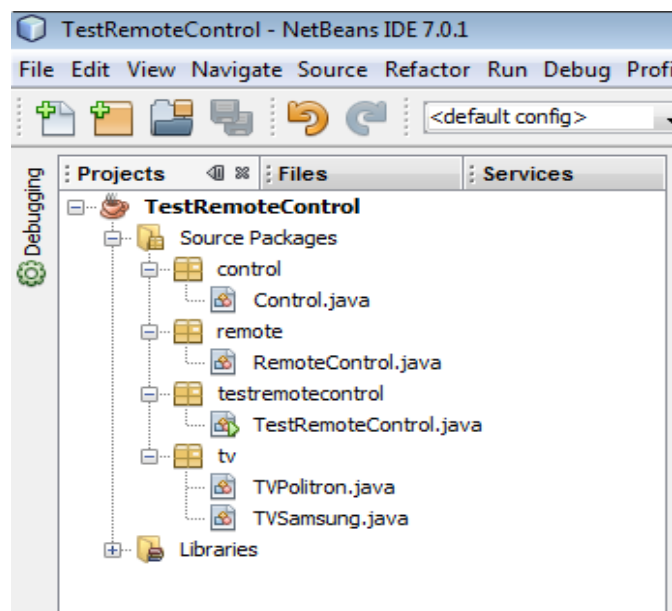 TestRemoteControl - NetBeans IDE 7.0.1
File Edit View Navigate Source Refactor Run Debug Profi
<default config>
Projects Files Services
Debugging
TestRemoteControl
Source Packages
control
Control.java
remote
RemoteControl.java
testremotecontrol
TestRemoteControl.java
tv
TVPolitron.java
TVSamsung.java
Libraries